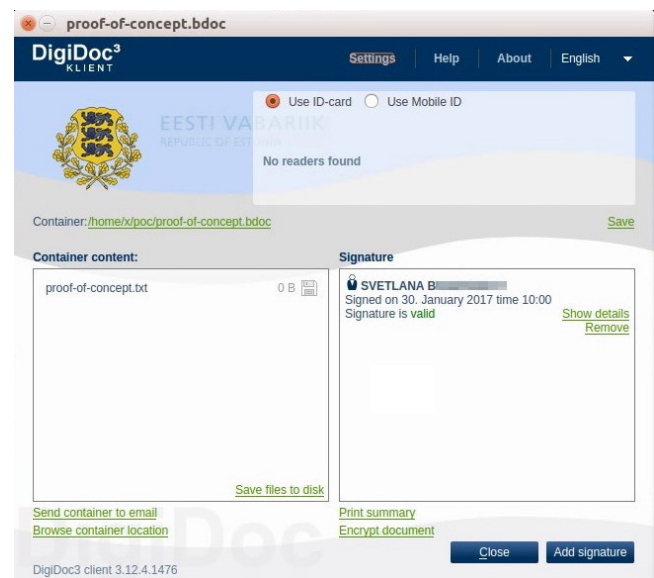 proof-of-concept.bdoc
DigiDoc³
KLIENT
Settings
Help
About
English
Use ID-card
Use Mobile ID
EESTI VABARIIK
REPUBLIC OF
No readers found
Container:/home/x/poc/proof-of-concept.bdoc
Save
Container content:
proof-of-concept.txt
0 B
Save files to disk
Signature
SVETLANA
Signed on 30. January 2017 time 10:00
Signature is valid
Show details
Remove
Send container to email
Browse container location
Print summary
Encrypt document
DigiDoc
Close
Add signature
DigiDoc3 client 3.12.4.1476